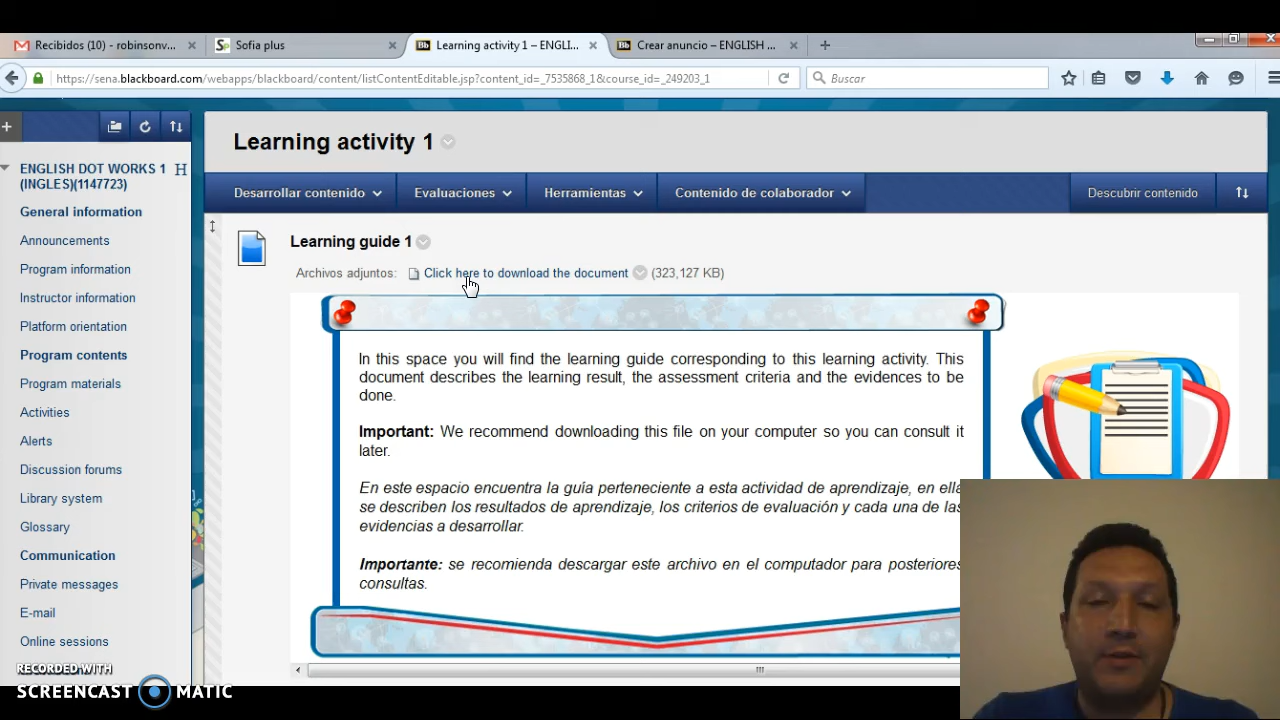 Recibidos (10) - robinsonv...
Sofia plus
Learning activity 1 – ENGLI...
Crear anuncio – ENGLISH ...
https://sena.blackboard.com/webapps/blackboard/content/listContentEditable.jsp?content_id=_7535868_1&course_id=_249203_1
Buscar
Learning activity 1
ENGLISH DOT WORKS 1
(INGLES)(1147723)
General information
Announcements
Program information
Instructor information
Platform orientation
Program contents
Program materials
Activities
Alerts
Discussion forums
Library system
Glossary
Communication
Private messages
E-mail
Online sessions
Desarrollar contenido
Evaluaciones
Herramientas
Contenido de colaborador
Descubrir contenido
Learning guide 1
Archivos adjuntos: Click here to download the document (323,127 KB)
In this space you will find the learning guide corresponding to this learning activity. This
document describes the learning result, the assessment criteria and the evidences to be
done.
Important: We recommend downloading this file on your computer so you can consult it
later.
En este espacio encuentra la guía perteneciente a esta actividad de aprendizaje, en ella
se describen los resultados de aprendizaje, los criterios de evaluación y cada una de las
evidencias a desarrollar.
Importante: se recomienda descargar este archivo en el computador para posteriores
consultas.
RECORDED WITH
SCREENCAST MATIC